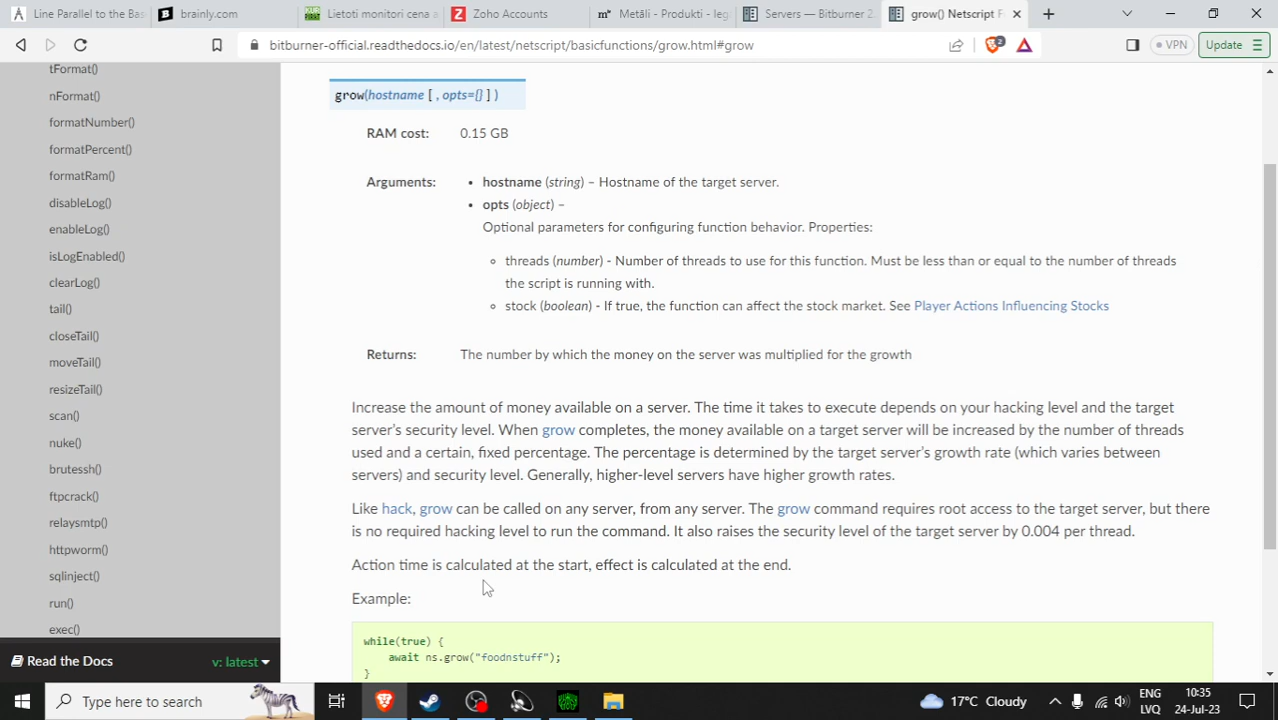 Line Parallel to the Bas
brainly.com
Lietoti monitori cena a
Zoho Accounts
Metāli - Produkti - leg
Servers — Bitburner 2.
grow() Netscript F
bitburner-official.readthedocs.io/en/latest/netscript/basicfunctions/grow.html#grow
2
VPN
Update
tFormat()
nFormat()
formatNumber()
formatPercent()
formatRam()
disableLog()
enableLog()
isLogEnabled()
clearLog()
tail()
closeTail()
moveTail()
resizeTail()
scan()
nuke()
brutessh()
ftpcrack()
relaysmtp()
httpworm()
sqlinject()
run()
exec()
Read the Docs
v: latest
grow(hostname [ , opts={} ] )
RAM cost: 0.15 GB
Arguments: • hostname (string) – Hostname of the target server.
• opts (object) –
Optional parameters for configuring function behavior. Properties:
threads (number) - Number of threads to use for this function. Must be less than or equal to the number of threads
the script is running with.
stock (boolean) - If true, the function can affect the stock market. See Player Actions Influencing Stocks
Returns: The number by which the money on the server was multiplied for the growth
Increase the amount of money available on a server. The time it takes to execute depends on your hacking level and the target
server's security level. When grow completes, the money available on a target server will be increased by the number of threads
used and a certain, fixed percentage. The percentage is determined by the target server's growth rate (which varies between
servers) and security level. Generally, higher-level servers have higher growth rates.
Like hack, grow can be called on any server, from any server. The grow command requires root access to the target server, but there
is no required hacking level to run the command. It also raises the security level of the target server by 0.004 per thread.
Action time is calculated at the start, effect is calculated at the end.
Example:
while(true) {
await ns.grow("foodnstuff");
}
Type here to search
17°C Cloudy
ENG
LVQ
10:35
24-Jul-23